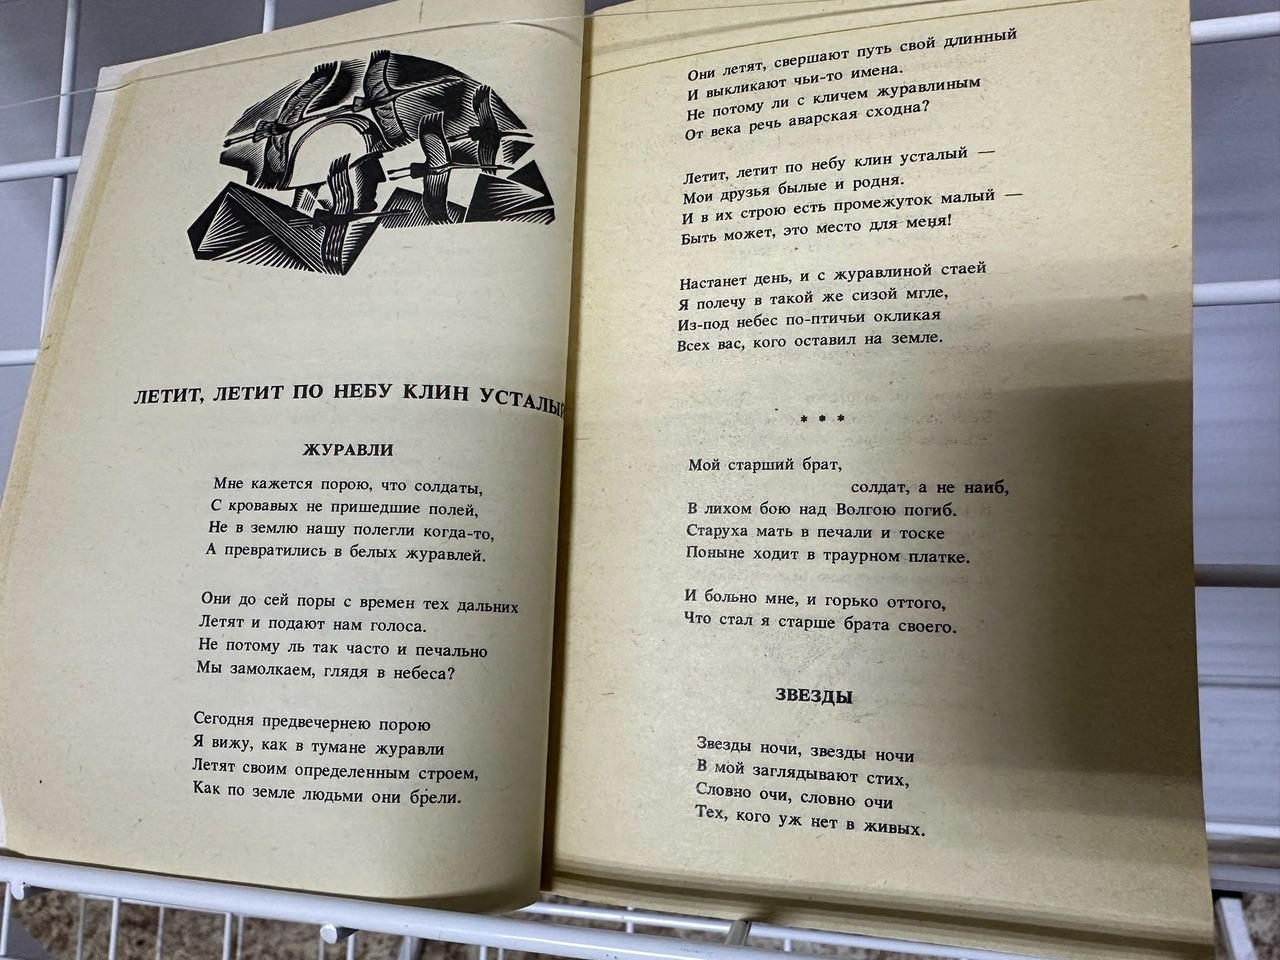 ЛЕТИТ, ЛЕТИТ ПО НЕБУ КЛИН УСТАЛЫЙ
ЖУРАВЛИ
Мне кажется порою, что солдаты,
С кровавых не пришедшие полей,
Не в землю нашу полегли когда-то,
А превратились в белых журавлей.
Они до сей поры с времен тех дальних
Летят и подают нам голоса.
Не потому ль так часто и печально
Мы замолкаем, глядя в небеса?
Сегодня предвечернею порою
Я вижу, как в тумане журавли
Летят своим определенным строем,
Как по земле людьми они брели.
Они летят, свершают путь свой длинный
И выкликают чьи-то имена.
Не потому ли с кличем журавлиным
От века речь аварская сходна?
Летит, летит по небу клин усталый —
Мои друзья былые и родня.
И в их строю есть промежуток малый —
Быть может, это место для меня!
Настанет день, и с журавлиной стаей
Я полечу в такой же сизой мгле,
Из-под небес по-птичьи окликая
Всех вас, кого оставил на земле.
* * *
Мой старший брат,
солдат, а не наиб,
В лихом бою над Волгою погиб.
Старуха мать в печали и тоске
Поныне ходит в траурном платке.
И больно мне, и горько оттого,
Что стал я старше брата своего.
ЗВЕЗДЫ
Звезды ночи, звезды ночи
В мой заглядывают стих,
Словно очи, словно очи
Тех, кого уж нет в живых.